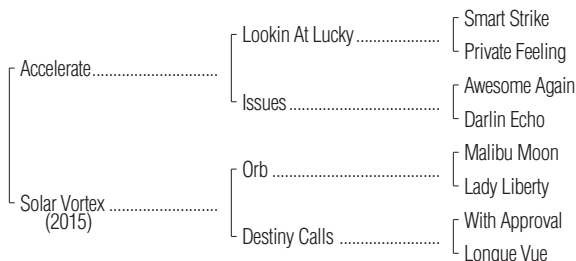 Smart Strike
Lookin At Lucky
Private Feeling
Accelerate
Awesome Again
Issues
Darlin Echo
Malibu Moon
Orb
Lady Liberty
Solar Vortex
(2015)
With Approval
Destiny Calls
Longue Vue